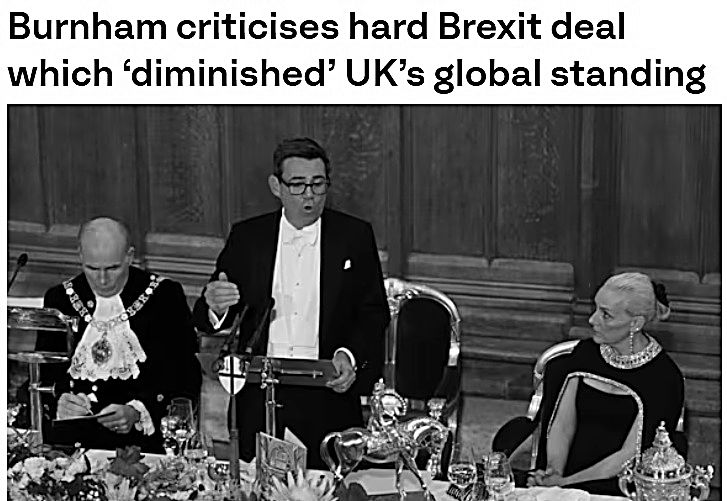 Burnham criticises hard Brexit deal
which ‘diminished’ UK’s global standing